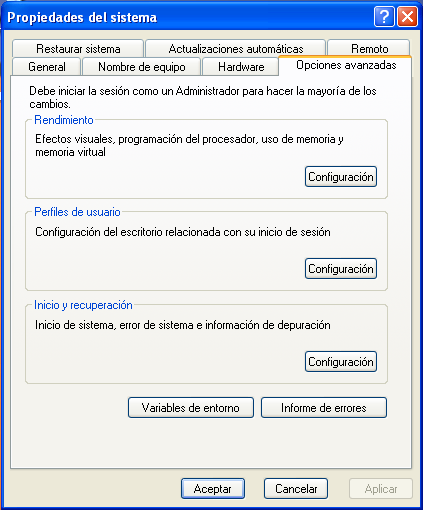 Propiedades del sistema
Restaurar sistema
Actualizaciones automáticas
Remoto
General
Nombre de equipo
Hardware
Opciones avanzadas
Debe iniciar la sesión como un Administrador para hacer la mayoría de los
cambios.
Rendimiento
Efectos visuales, programación del procesador, uso de memoria y
memoria virtual
Configuración
Perfiles de usuario
Configuración del escritorio relacionada con su inicio de sesión
Configuración
Inicio y recuperación
Inicio de sistema, error de sistema e información de depuración
Configuración
Variables de entorno
Informe de errores
Aceptar
Cancelar
Aplicar